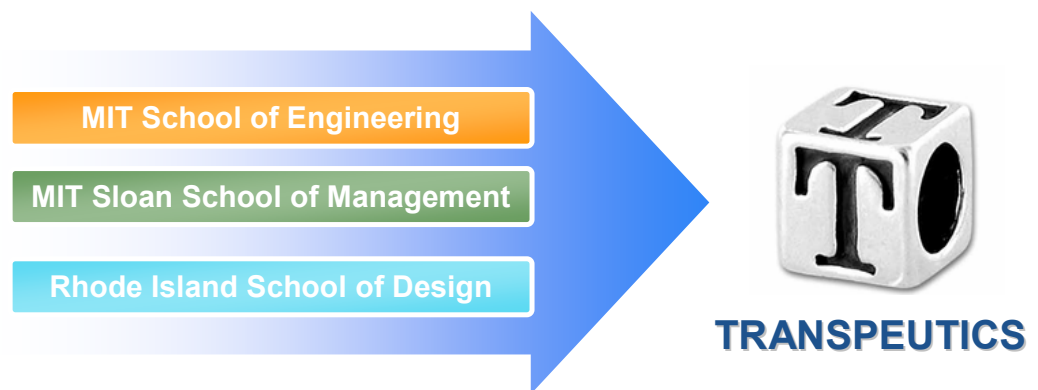 MIT School of Engineering
MIT Sloan School of Management
Rhode Island School of Design
T
T
TRANSPEUTICS